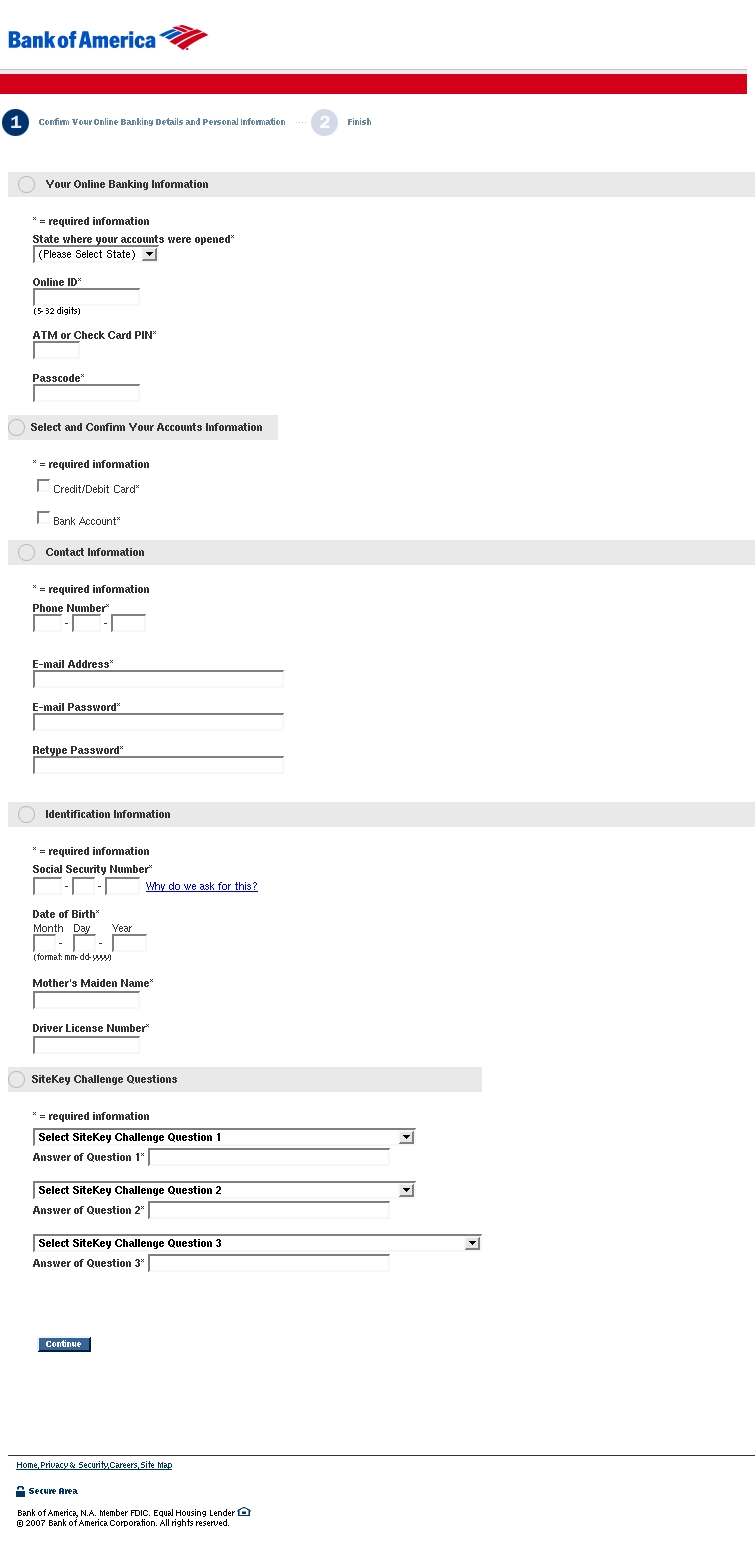 Bank of America
1 Confirm Your Online Banking Details and Personal Information ···· 2 Finish
Your Online Banking Information
* = required information
State where your accounts were opened*
(Please Select State)
Online ID*
(5-32 digits)
ATM or Check Card PIN*
Passcode*
Select and Confirm Your Accounts Information
* = required information
Credit/Debit Card*
Bank Account*
Contact Information
* = required information
Phone Number*
- -
E-mail Address*
E-mail Password*
Retype Password*
Identification Information
* = required information
Social Security Number*
- - Why do we ask for this?
Date of Birth*
Month Day Year
- -
(format: mm-dd-yyyy)
Mother's Maiden Name*
Driver License Number*
SiteKey Challenge Questions
* = required information
Select SiteKey Challenge Question 1
Answer of Question 1*
Select SiteKey Challenge Question 2
Answer of Question 2*
Select SiteKey Challenge Question 3
Answer of Question 3*
Continue
Home,Privacy & Security,Careers,Site Map
Secure Area
Bank of America, N.A. Member FDIC. Equal Housing Lender
© 2007 Bank of America Corporation. All rights reserved.